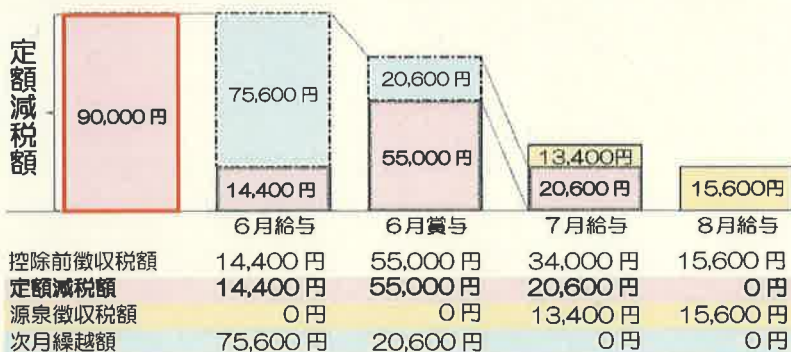 定額減税額
90,000円
75,600円
14,400円
20,600円
55,000円
13,400円
20,600円
15,600円
6月給与 6月賞与 7月給与 8月給与
控除前徴収税額 14,400円 55,000円 34,000円 15,600円
定額減税額 14,400円 55,000円 20,600円 0円
源泉徴収税額 0円 0円 13,400円 15,600円
次月繰越額 75,600円 20,600円 0円 0円